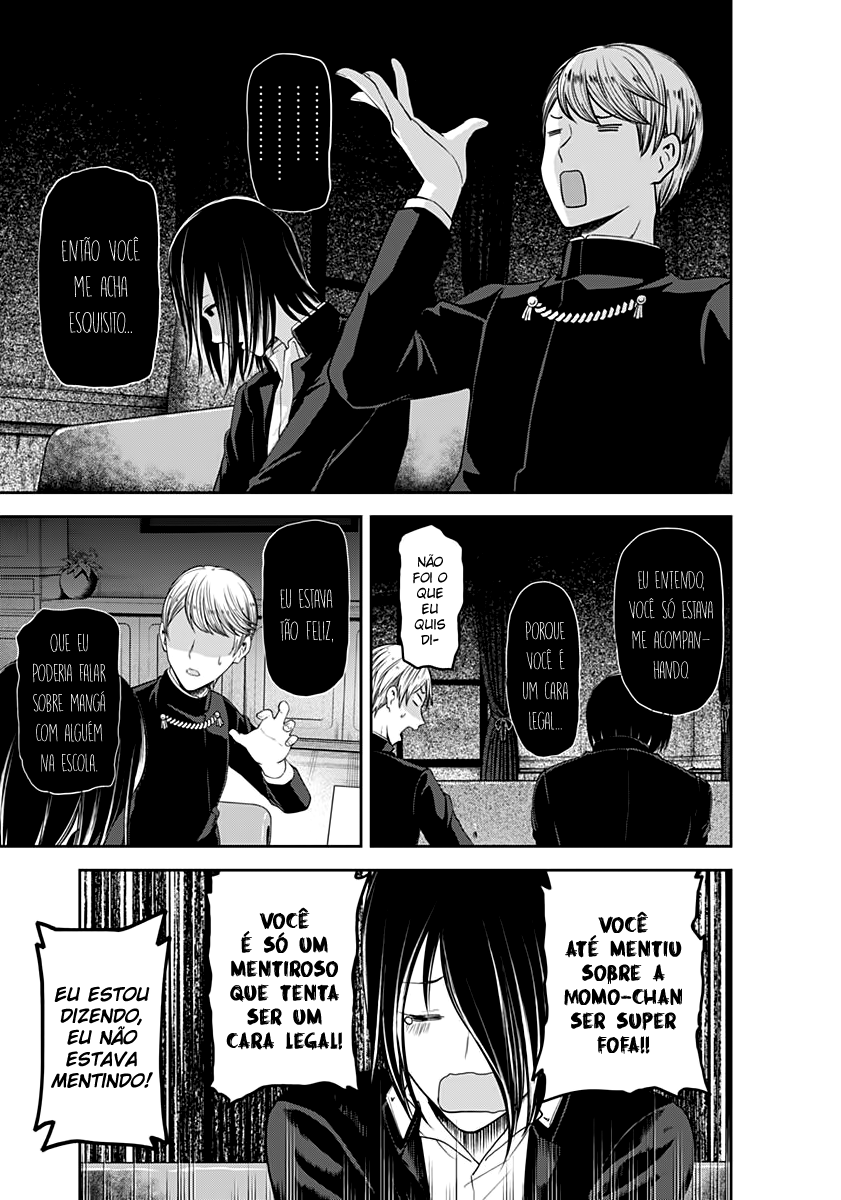 ENTÃO VOCÊ
ME ACHA
ESQUISITO...
EU ENTENDO,
VOCÊ SÓ ESTAVA
ME ACOMPAN-
HANDO.
PORQUE
VOCÊ É
UM CARA
LEGAL...
NÃO
FOI O
QUE
EU
QUIS
DI-
EU ESTAVA
TÃO FELIZ,
QUE EU
PODERIA FALAR
SOBRE MANGÁ
COM ALGUÉM
NA ESCOLA.
VOCÊ
ATÉ MENTIU
SOBRE A
MOMO-CHAN
SER SUPER
FOFA!!
VOCÊ
É SÓ UM
MENTIROSO
QUE TENTA
SER UM
CARA LEGAL!
EU ESTOU
DIZENDO,
EU NÃO
ESTAVA
MENTINDO!